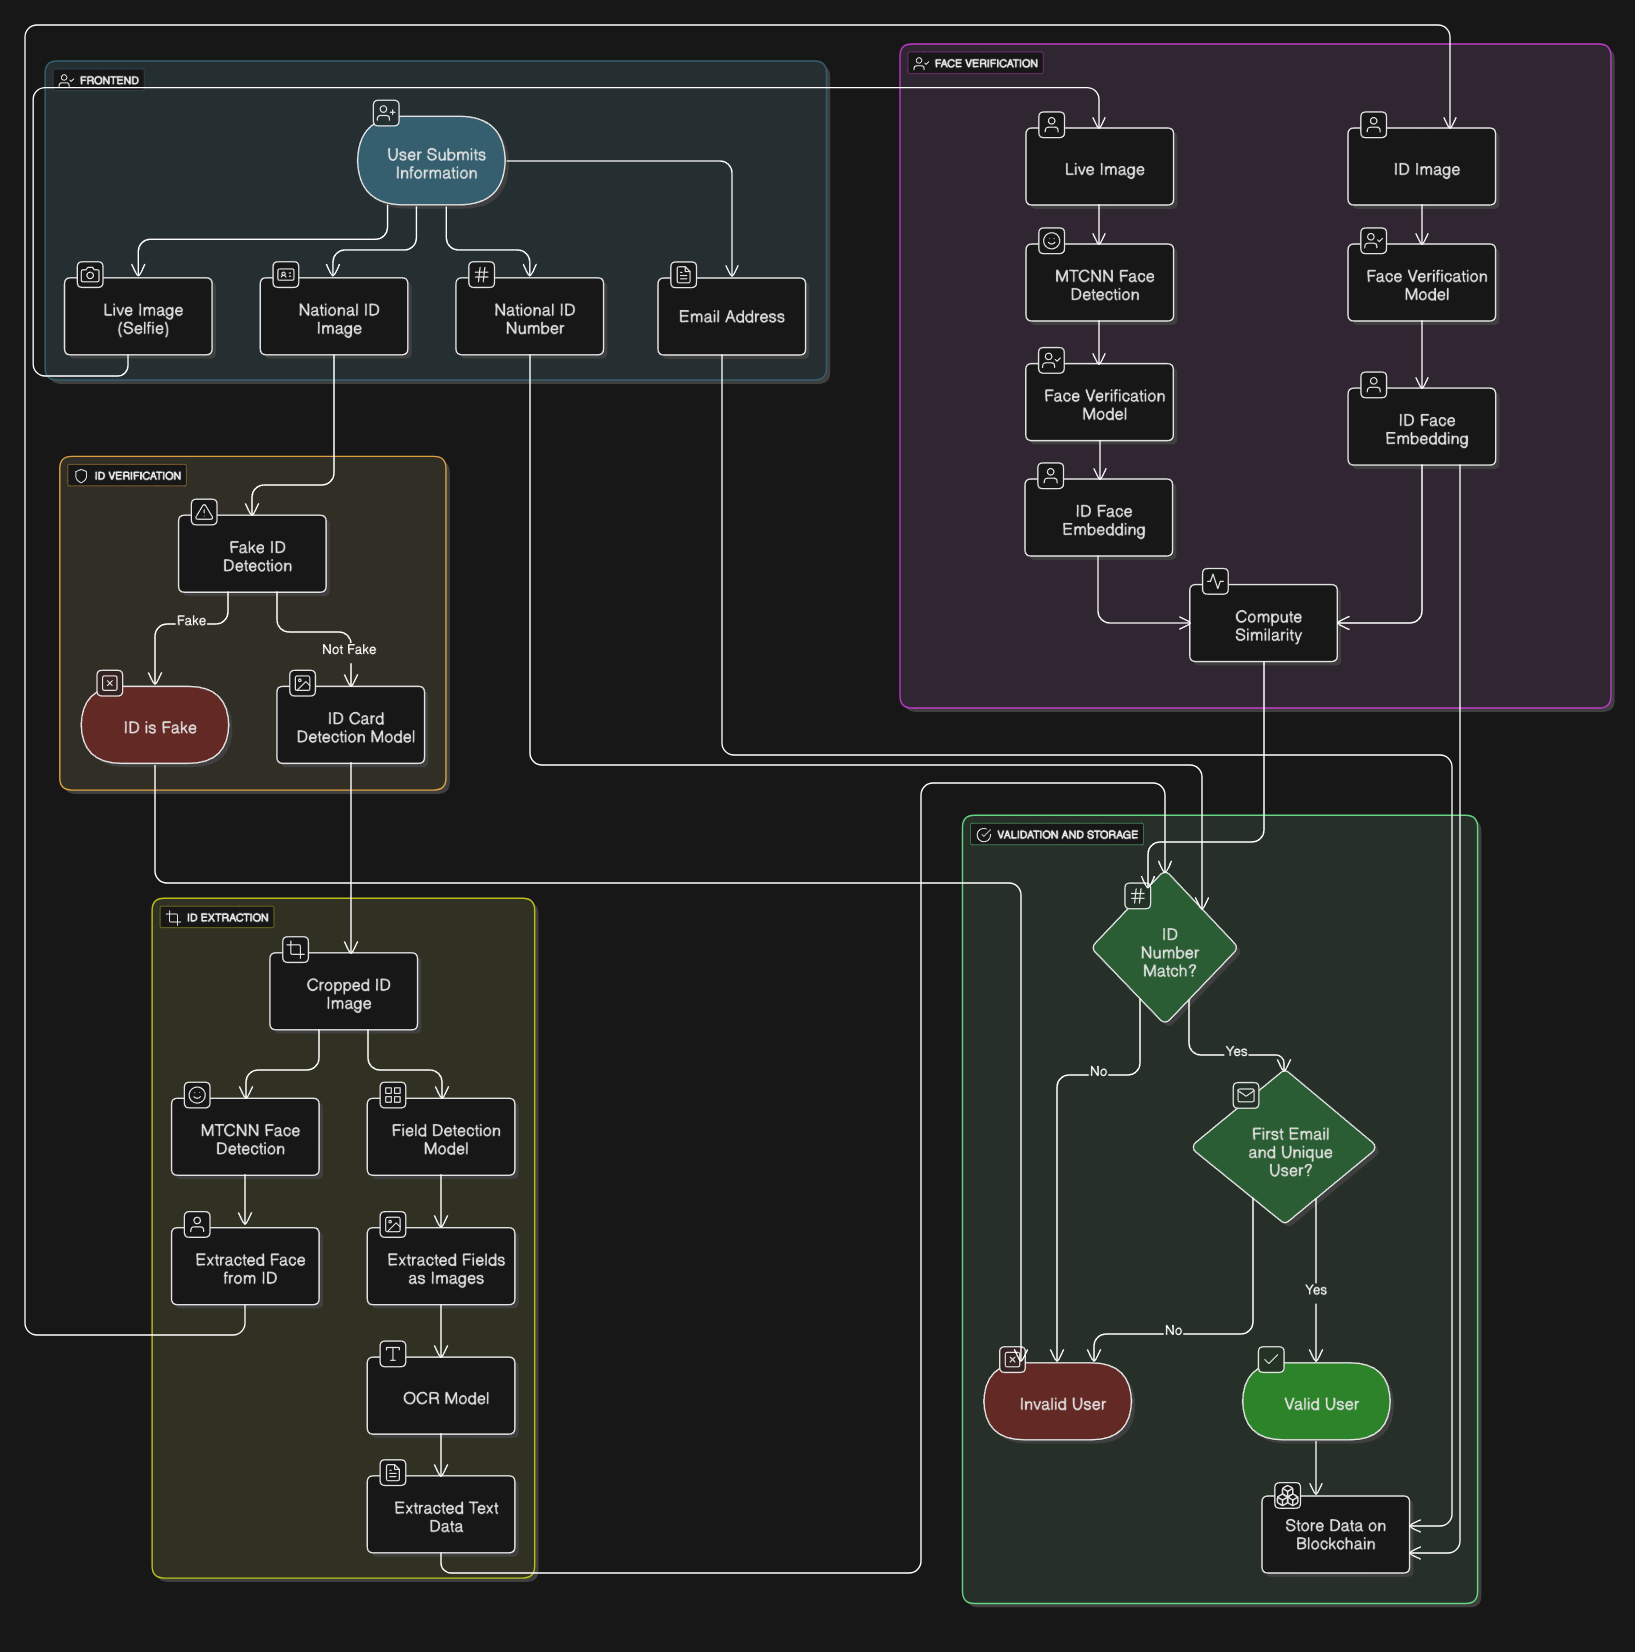 FRONTEND
User Submits
Information
Live Image
(Selfie)
National ID
Image
#
National ID
Number
Email Address
FACE VERIFICATION
Live Image
ID Image
MTCNN Face
Detection
Face Verification
Model
Face Verification
Model
ID Face
Embedding
ID Face
Embedding
Compute
Similarity
ID VERIFICATION
Fake ID
Detection
Fake
Not Fake
ID is Fake
ID Card
Detection Model
ID EXTRACTION
Cropped ID
Image
MTCNN Face
Detection
Field Detection
Model
Extracted Face
from ID
Extracted Fields
as Images
T
OCR Model
Extracted Text
Data
VALIDATION AND STORAGE
#
ID
Number
Match?
Yes
No
First Email
and Unique
User?
Yes
No
Invalid User
Valid User
Store Data on
Blockchain